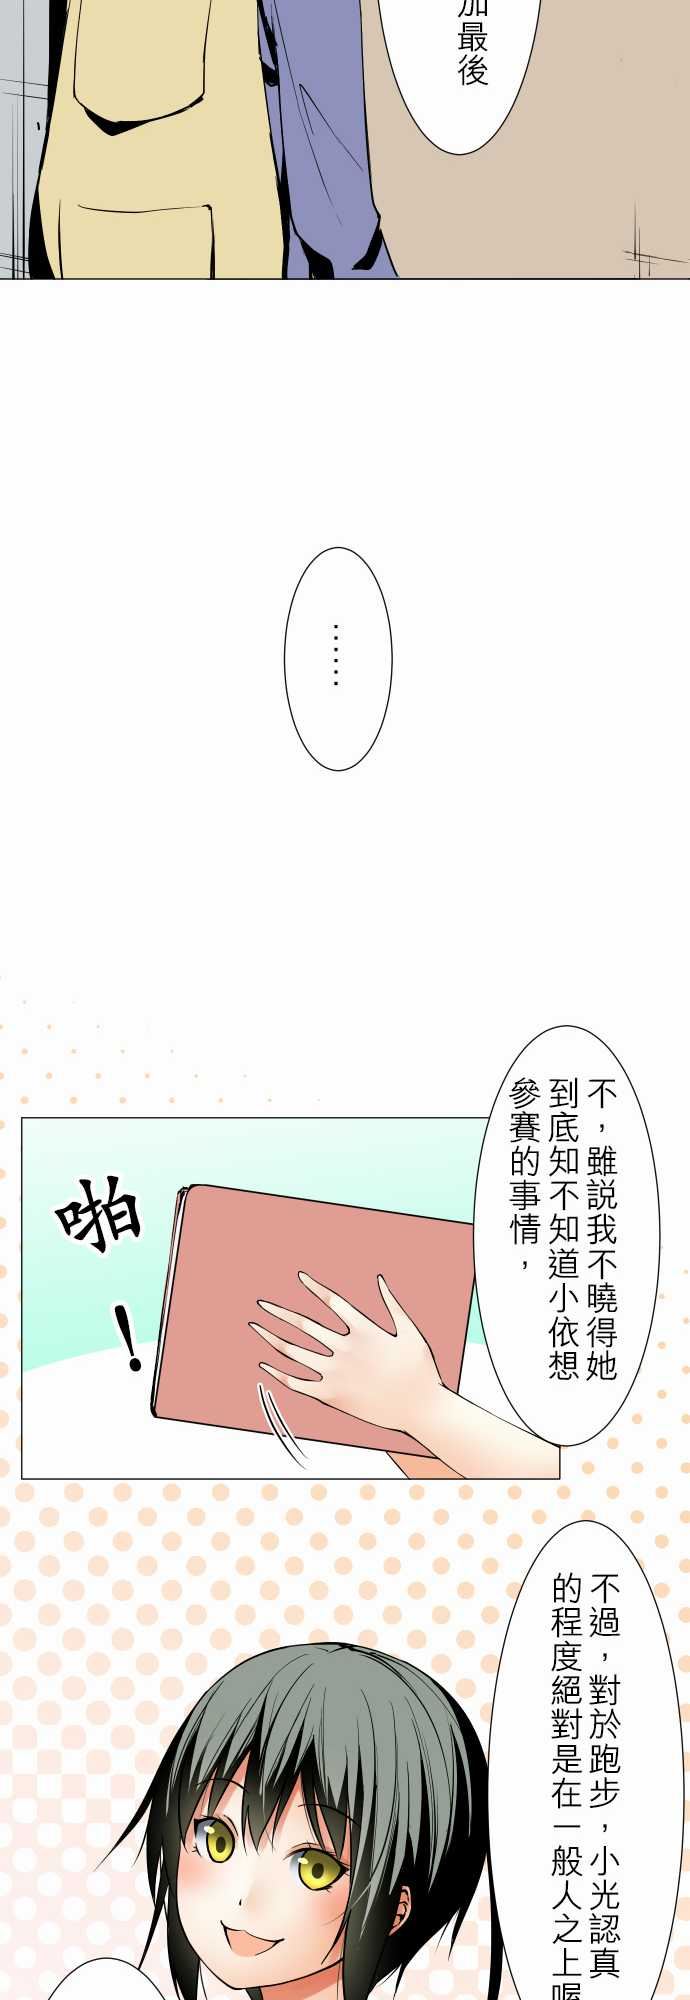 加最後
……
不，雖說我不曉得她
到底知不知道小依想
參賽的事情，
啪！
不過，對於跑步，小光認真
的程度絕對是在一般人之上喔